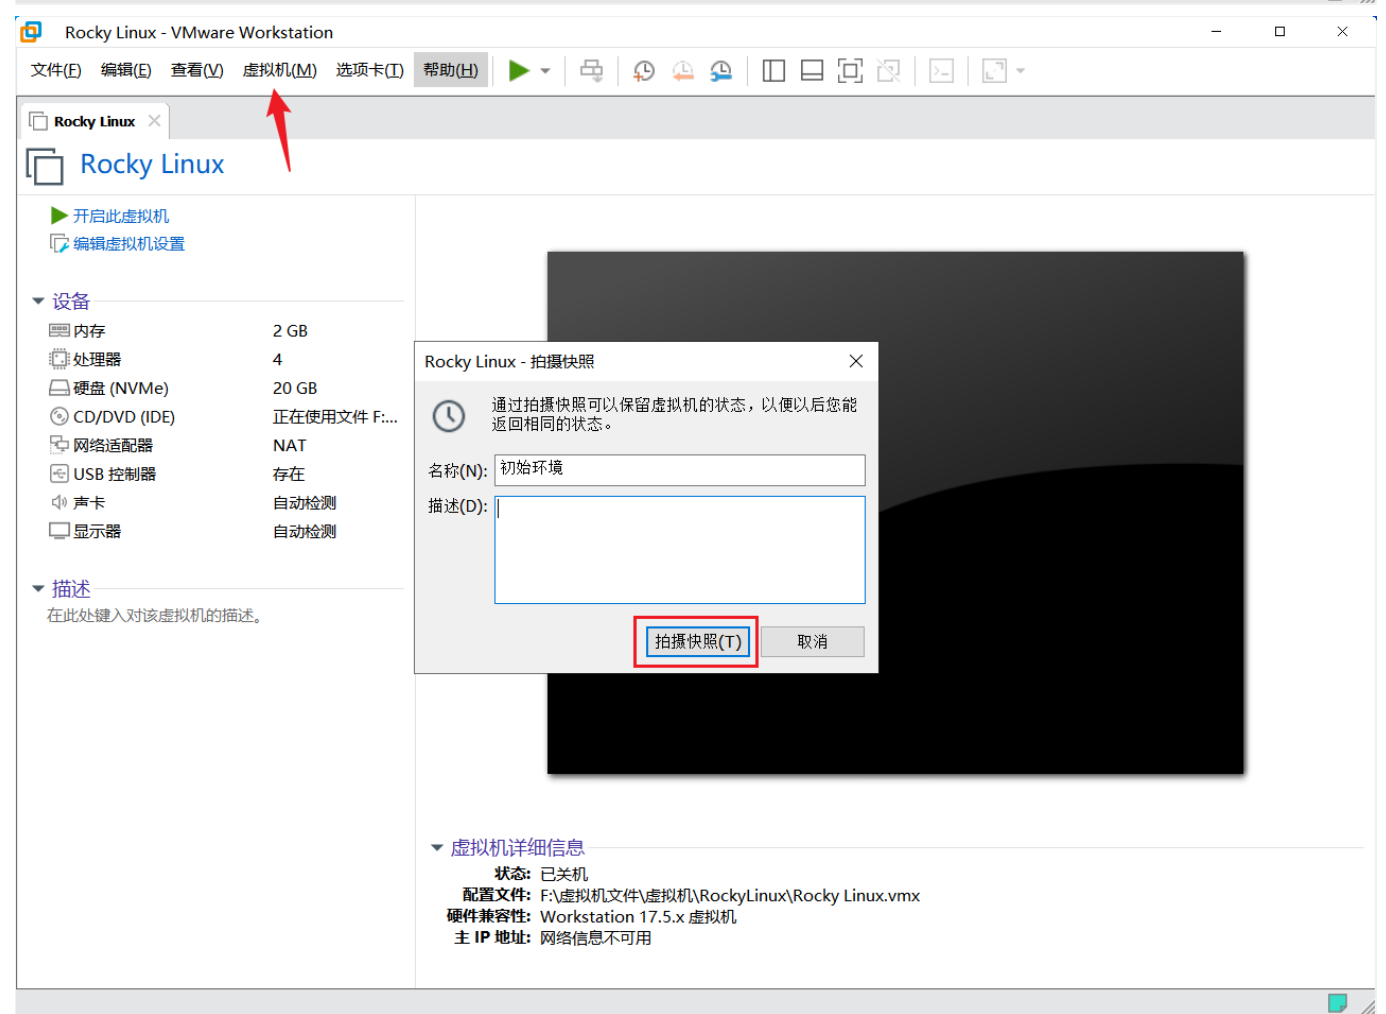 Rocky Linux - VMware Workstation
文件(F) 编辑(E) 查看(V) 虚拟机(M) 选项卡(T) 帮助(H)
Rocky Linux
Rocky Linux
开启此虚拟机
编辑虚拟机设置
设备
内存 2 GB
处理器 4
硬盘 (NVMe) 20 GB
CD/DVD (IDE) 正在使用文件 F:...
网络适配器 NAT
USB 控制器 存在
声卡 自动检测
显示器 自动检测
描述
在此处键入对该虚拟机的描述。
Rocky Linux - 拍摄快照
通过拍摄快照可以保留虚拟机的状态，以便以后您能
返回相同的状态。
名称(N): 初始环境
描述(D):
拍摄快照(T) 取消
虚拟机详细信息
状态: 已关机
配置文件: F:\虚拟机文件\虚拟机\RockyLinux\Rocky Linux.vmx
硬件兼容性: Workstation 17.5.x 虚拟机
主 IP 地址: 网络信息不可用